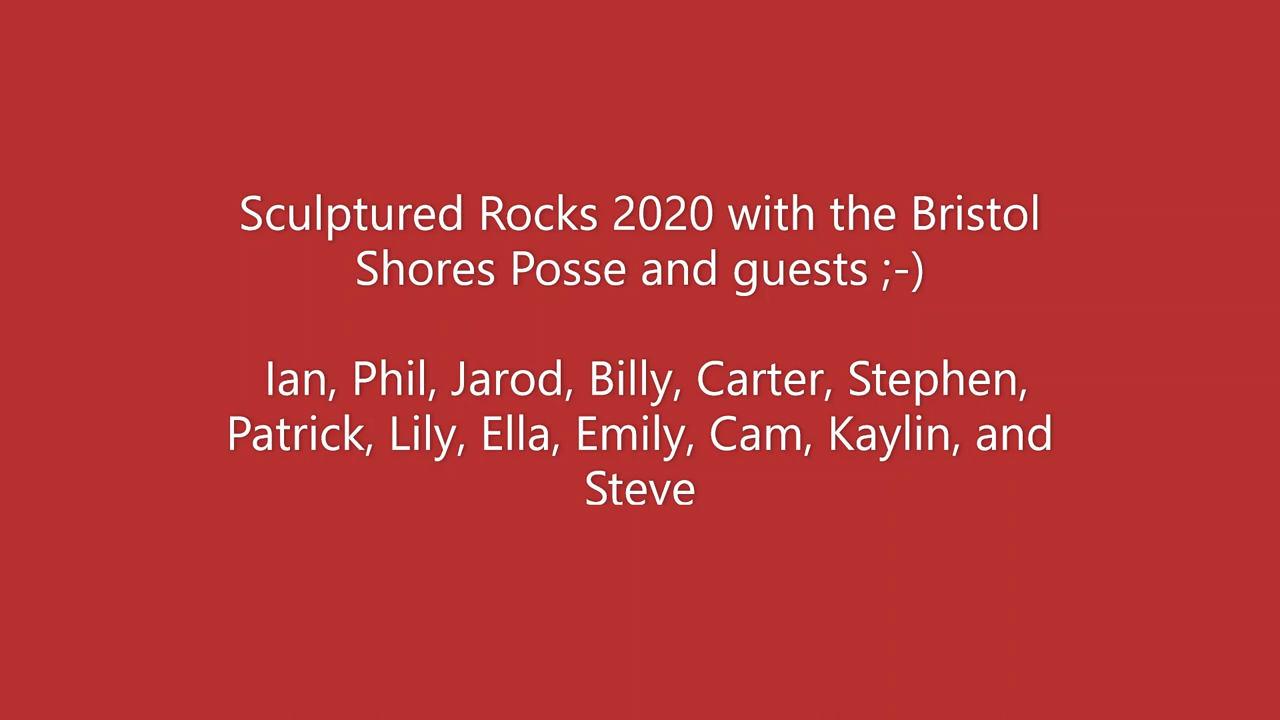 Sculptured Rocks 2020 with the Bristol
Shores Posse and guests ;-)
Ian, Phil, Jarod, Billy, Carter, Stephen,
Patrick, Lily, Ella, Emily, Cam, Kaylin, and
Steve